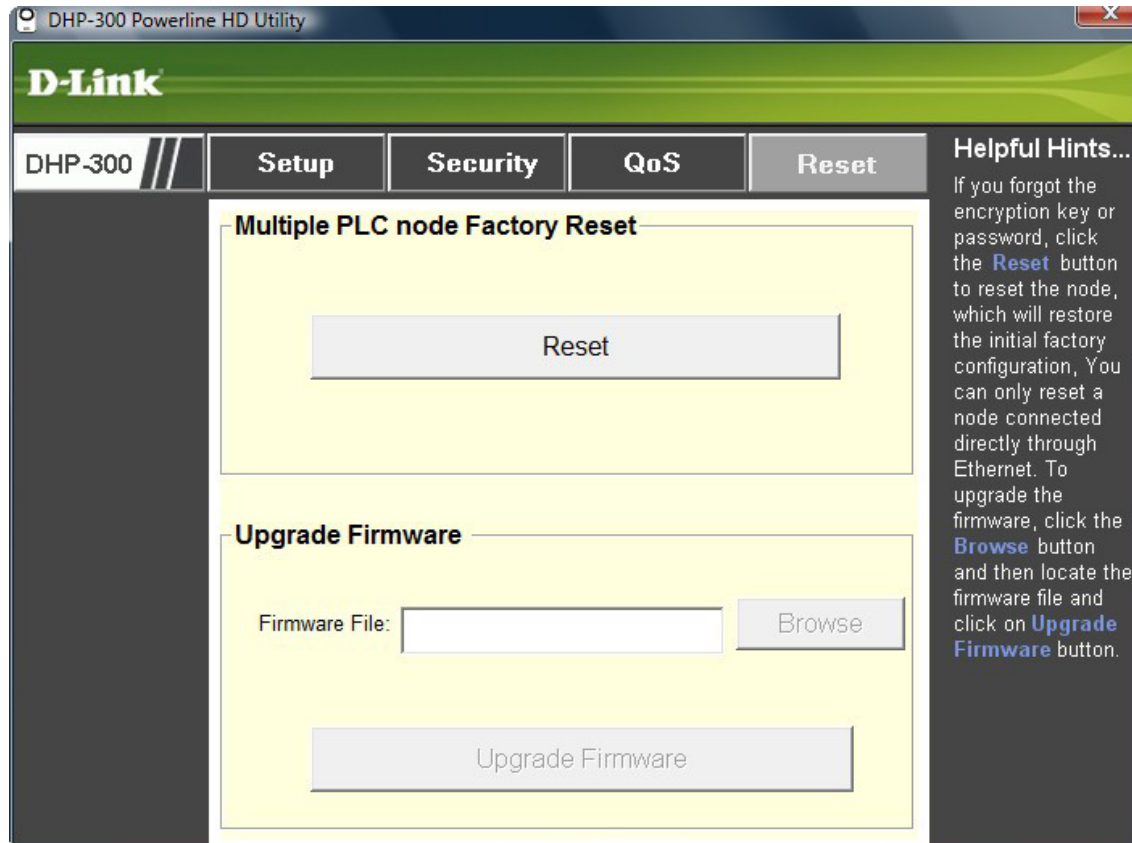 DHP-300 Powerline HD Utility
D-Link
DHP-300
Setup
Security
QoS
Reset
Multiple PLC node Factory Reset
Reset
Upgrade Firmware
Firmware File:
Browse
Upgrade Firmware
Helpful Hints...
If you forgot the
encryption key or
password, click
the Reset button
to reset the node,
which will restore
the initial factory
configuration, You
can only reset a
node connected
directly through
Ethernet. To
upgrade the
firmware, click the
Browse button
and then locate the
firmware file and
click on Upgrade
Firmware button.